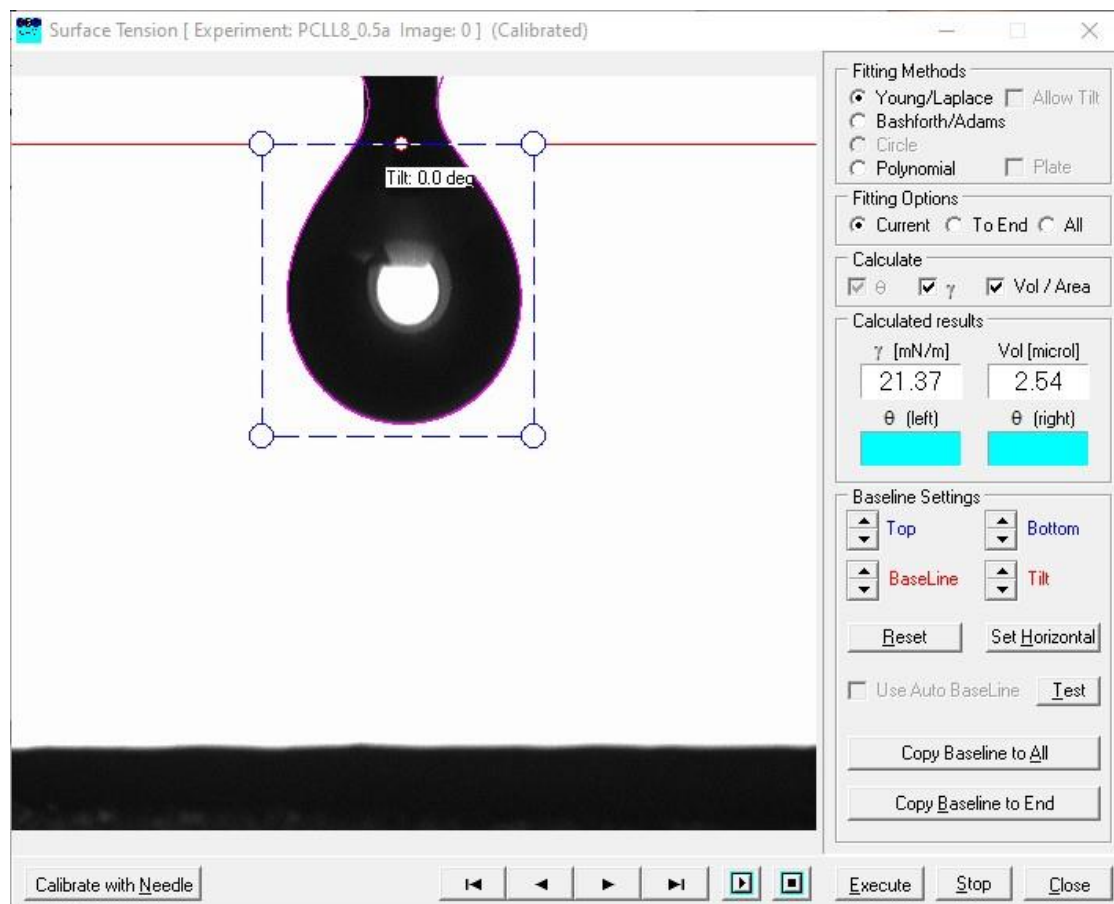 Surface Tension [ Experiment: PCLL8_0.5a Image: 0 ] (Calibrated)
Tilt: 0.0 deg
Fitting Methods
Young/Laplace Allow Tilt
Bashforth/Adams
Circle
Polynomial Plate
Fitting Options
Current To End All
Calculate
θ γ Vol / Area
Calculated results
γ [mN/m] Vol [microl]
21.37 2.54
θ (left) θ (right)
Baseline Settings
Top Bottom
BaseLine Tilt
Reset Set Horizontal
Use Auto BaseLine Test
Copy Baseline to All
Copy Baseline to End
Calibrate with Needle Execute Stop Close